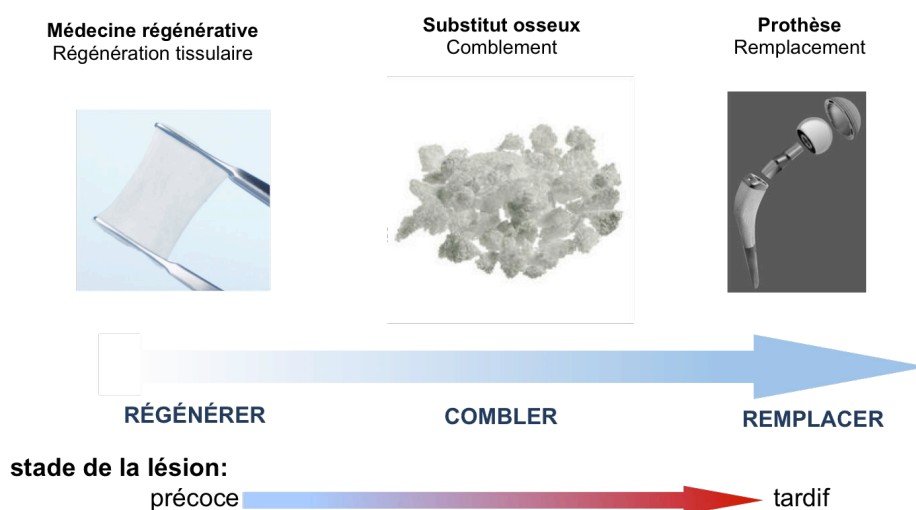 Médecine régénérative
Régénération tissulaire
Substitut osseux
Comblement
Prothèse
Remplacement
RÉGÉNÉRER
COMBLER
REMPLACER
stade de la lésion:
précoce
tardif